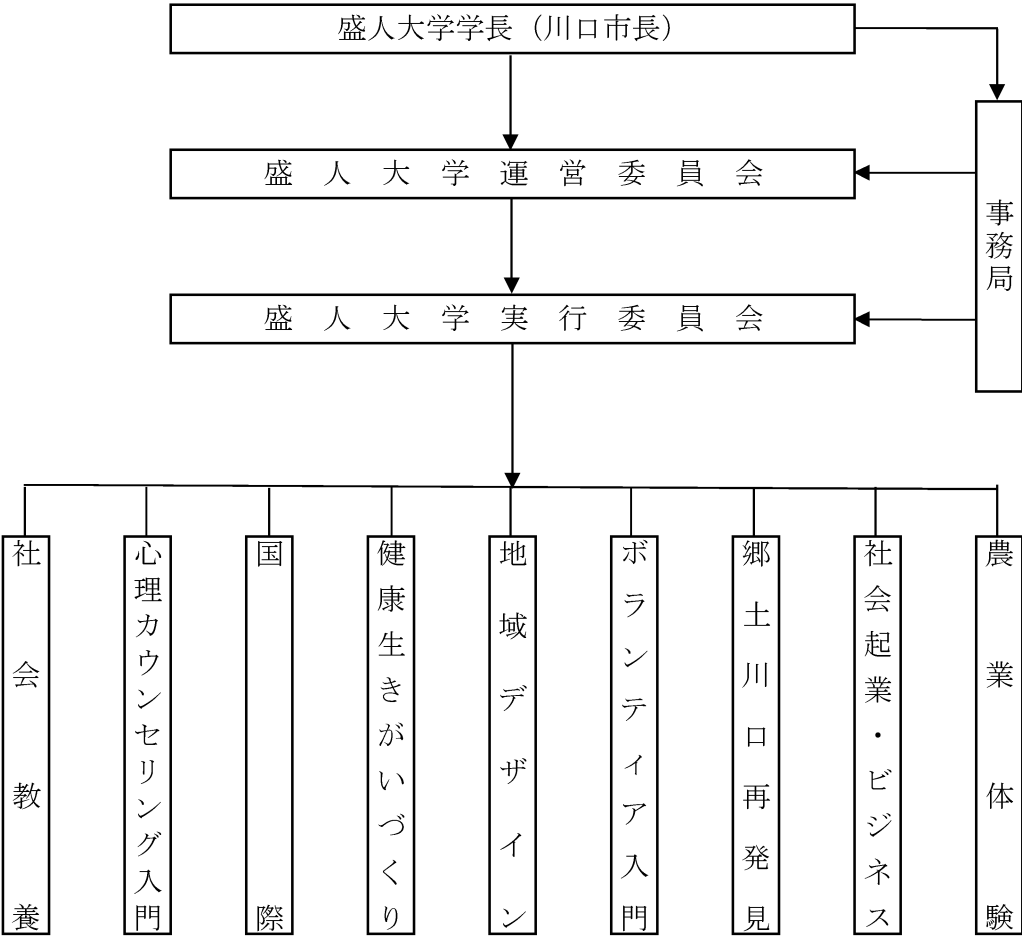 盛人大学学長（川口市長）
盛人大学運営委員会
事務局
盛人大学実行委員会
社会教養
心理カウンセリング入門
国際
健康生きがいづくり
地域デザイン
ボランティア入門
郷土川口再発見
社会起業・ビジネス
農業体験